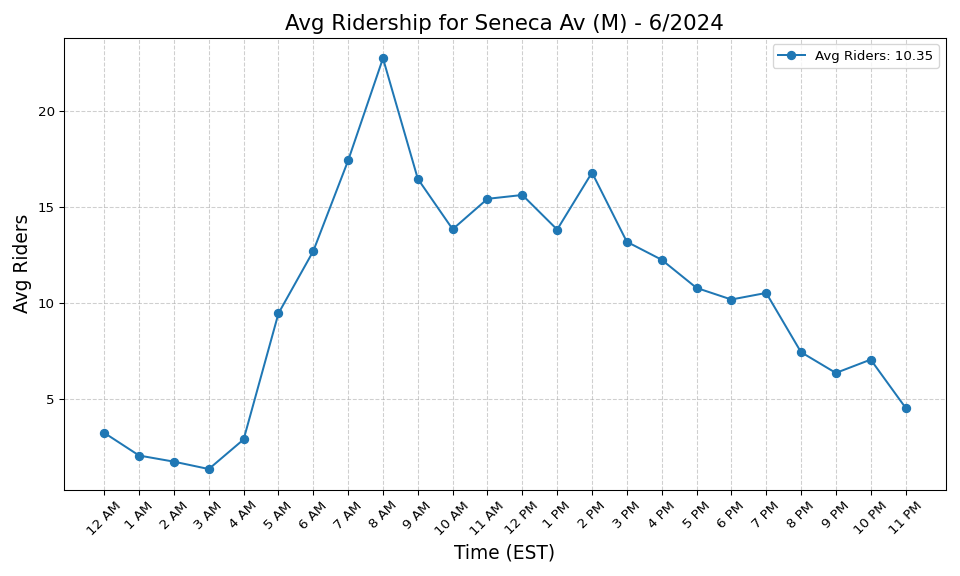 Avg Ridership for Seneca Av (M) - 6/2024
Avg Riders: 10.35
Avg Riders
20
15
10
5
12 AM
1 AM
2 AM
3 AM
4 AM
5 AM
6 AM
7 AM
8 AM
9 AM
10 AM
11 AM
12 PM
1 PM
2 PM
3 PM
4 PM
5 PM
6 PM
7 PM
8 PM
9 PM
10 PM
11 PM
Time (EST)